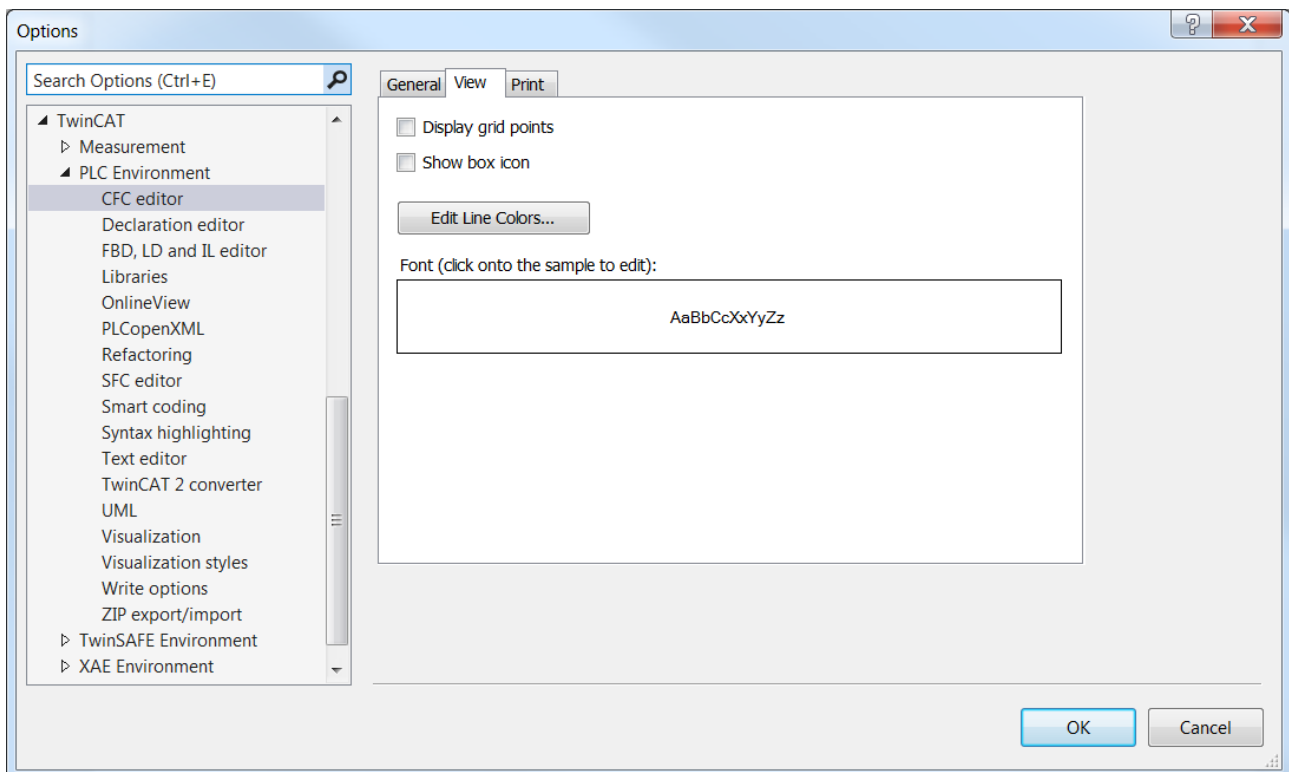 Options
Search Options (Ctrl+E)
TwinCAT
Measurement
PLC Environment
CFC editor
Declaration editor
FBD, LD and IL editor
Libraries
OnlineView
PLCopenXML
Refactoring
SFC editor
Smart coding
Syntax highlighting
Text editor
TwinCAT 2 converter
UML
Visualization
Visualization styles
Write options
ZIP export/import
TwinSAFE Environment
XAE Environment
General View Print
Display grid points
Show box icon
Edit Line Colors...
Font (click onto the sample to edit):
AaBbCcXxYyZz
OK Cancel